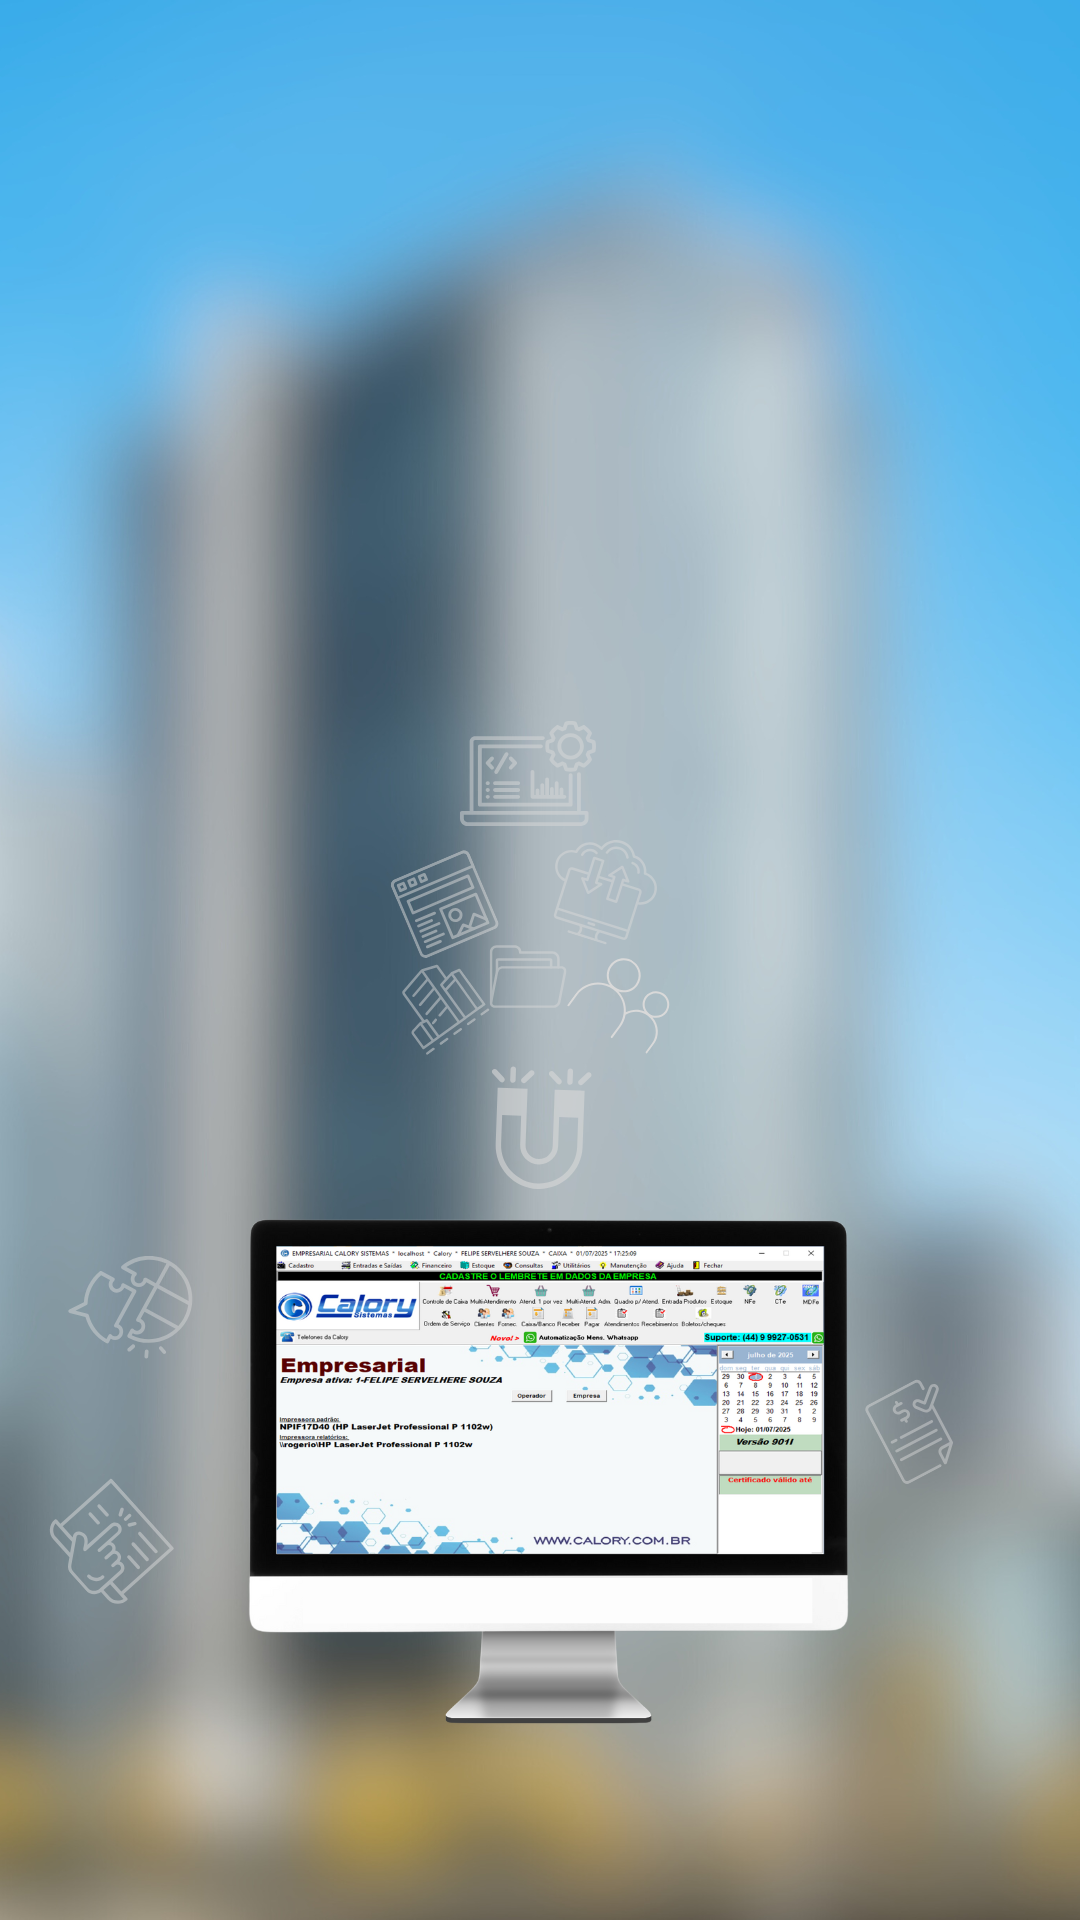 EMPRESARIAL CALORY SISTEMAS * localhost * Calory * FELIPE SERVELHERE SOUZA * CAIXA * 01/07/2025 * 17:25:09
Cadastro Entradas e Saídas Financeiro Estoque Consultas Utilitários Manutenção Ajuda Fechar
CADASTRE O LEMBRETE EM DADOS DA EMPRESA
Calory
Sistemas
Controle de Caixa Multi-Atendimento Atend. 1 por vez Multi-Atend. Adm. Quadro p/ Atend. Entrada Produtos Estoque NFe CTe MDFe
Ordem de Serviço Clientes Fornec. Caixa/Banco Receber Pagar Atendimentos Recebimentos Boletos/cheques
Telefones da Calory
Novo! >
Automatização Mens. Whatsapp
Suporte: (44) 9 9927-0531
Empresarial
Empresa ativa: 1-FELIPE SERVELHERE SOUZA
Operador Empresa
Impressora padrão:
NPIF17D40 (HP LaserJet Professional P 1102w)
Impressora relatórios:
\\rogerio\HP LaserJet Professional P 1102w
WWW.CALORY.COM.BR
julho de 2025
dom seg ter qua qui sex sáb
29 30 1 2 3 4 5
6 7 8 9 10 11 12
13 14 15 16 17 18 19
20 21 22 23 24 25 26
27 28 29 30 31 1 2
3 4 5 6 7 8 9
Hoje: 01/07/2025
Versão 901I
Certificado válido até